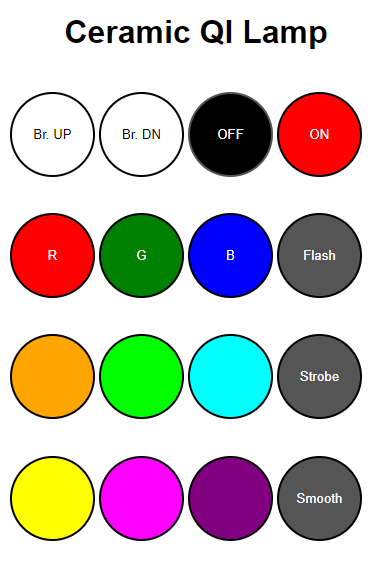 Ceramic QI Lamp
Br. UP
Br. DN
OFF
ON
R
G
B
Flash
Strobe
Smooth